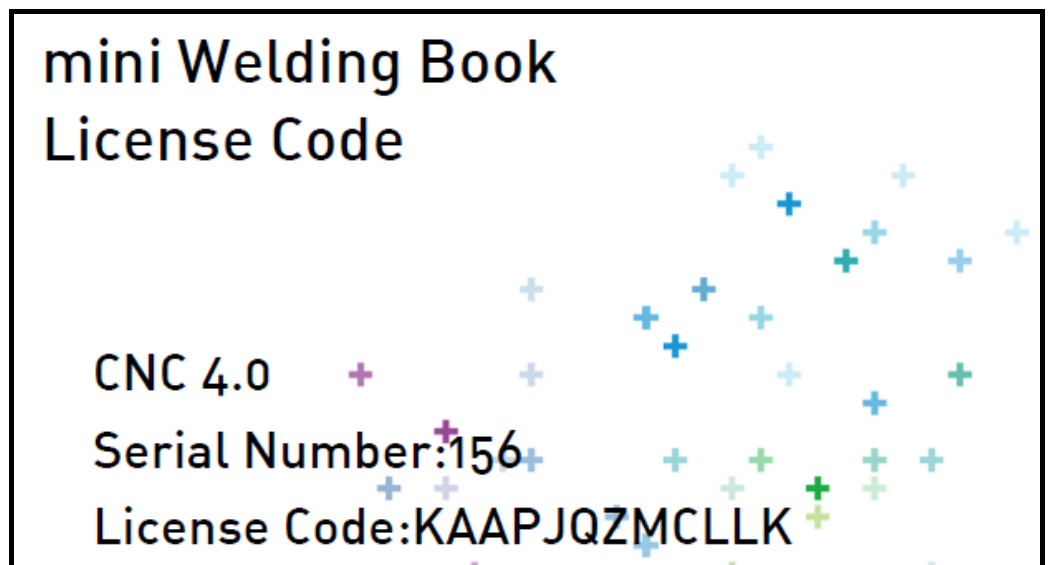 mini Welding Book
License Code
CNC 4.0
Serial Number:156
License Code:KAAPJQZMCLLK